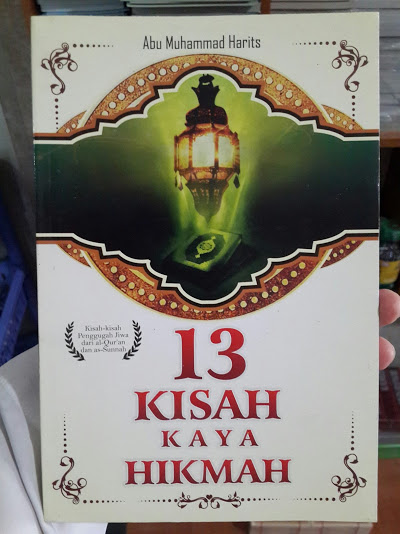 Abu Muhammad Harits
Kisah-kisah
Penggugah Jiwa
dari al-Qur'an
dan as-Sunnah
13
KISAH
KAYA
HIKMAH